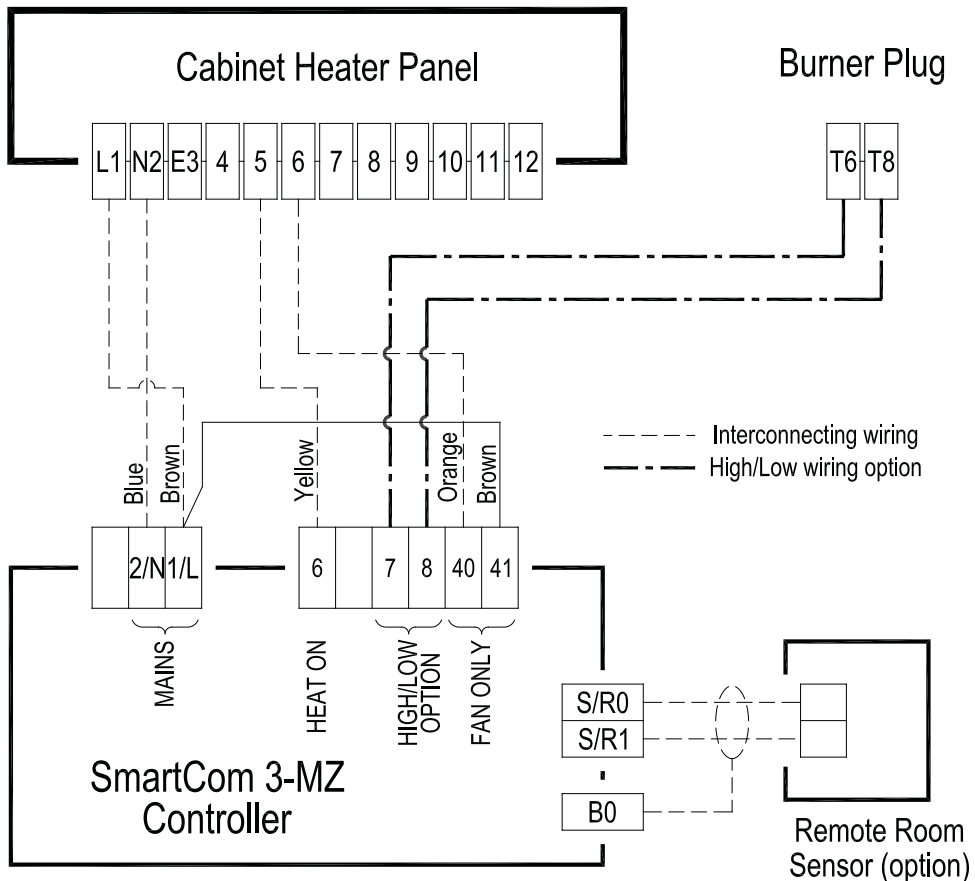 Cabinet Heater Panel
Burner Plug
L1 N2 E3 4 5 6 7 8 9 10 11 12
T6 T8
Interconnecting wiring
High/Low wiring option
Blue
Brown
Yellow
Orange
Brown
2/N 1/L
6 7 8 40 41
MAINS
HEAT ON
HIGH/LOW
OPTION
FAN ONLY
S/R0
S/R1
B0
SmartCom 3-MZ
Controller
Remote Room
Sensor (option)